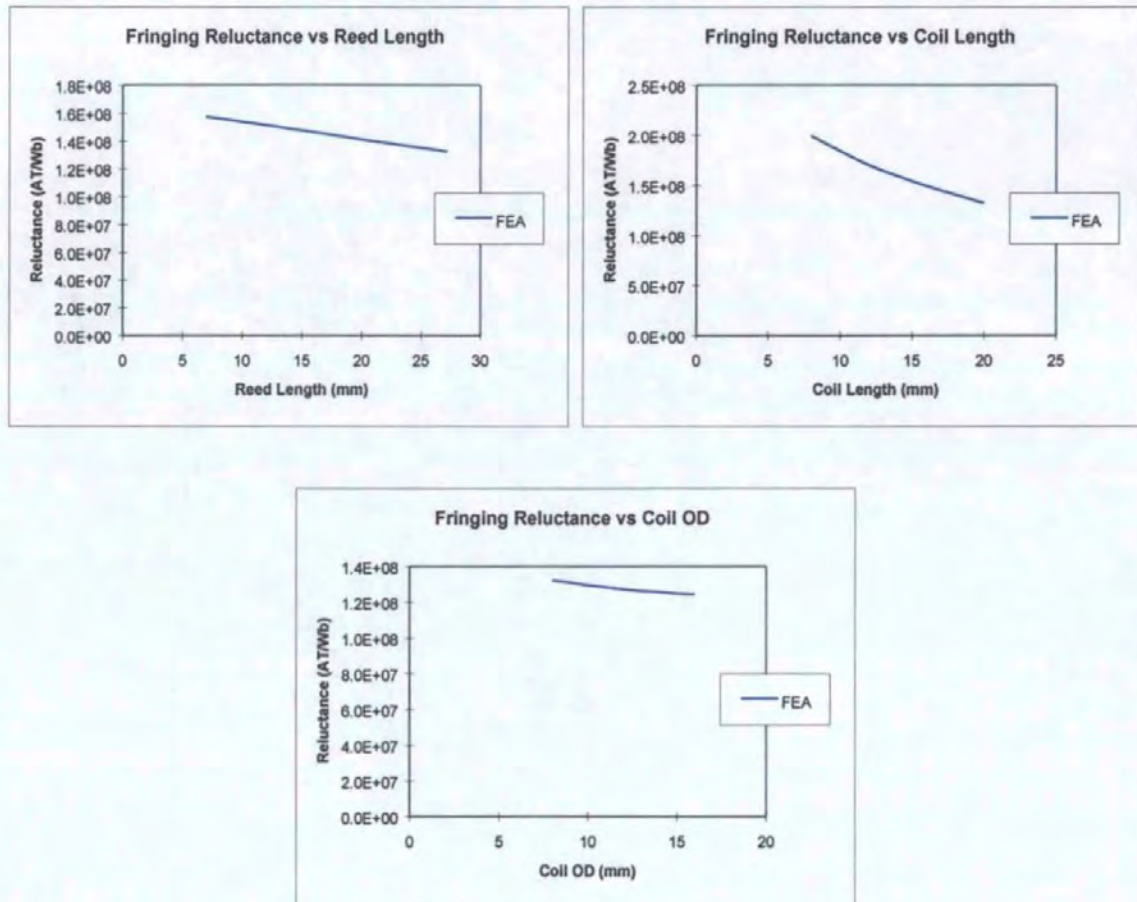 Fringing Reluctance vs Reed Length
Reluctance (AT/Wb)
1.8E+08
1.6E+08
1.4E+08
1.2E+08
1.0E+08
8.0E+07
6.0E+07
4.0E+07
2.0E+07
0.0E+00
0 5 10 15 20 25 30
Reed Length (mm)
FEA
Fringing Reluctance vs Coil Length
Reluctance (AT/Wb)
2.5E+08
2.0E+08
1.5E+08
1.0E+08
5.0E+07
0.0E+00
0 5 10 15 20 25
Coil Length (mm)
FEA
Fringing Reluctance vs Coil OD
Reluctance (AT/Wb)
1.4E+08
1.2E+08
1.0E+08
8.0E+07
6.0E+07
4.0E+07
2.0E+07
0.0E+00
0 5 10 15 20
Coil OD (mm)
FEA